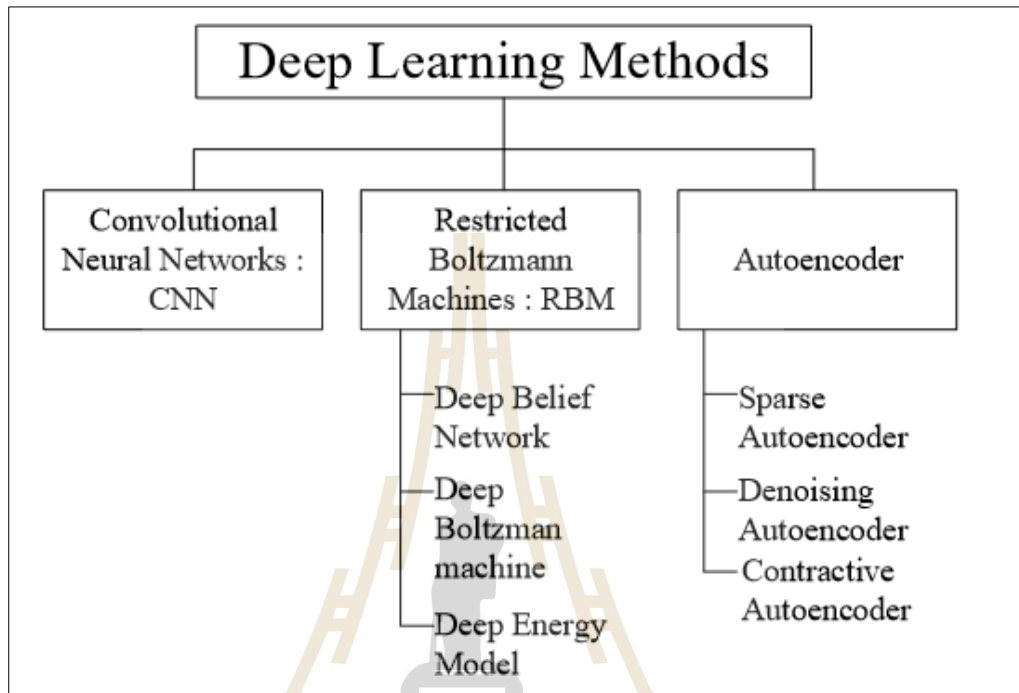 Deep Learning Methods
Convolutional
Neural Networks :
CNN
Restricted
Boltzmann
Machines : RBM
Autoencoder
Deep Belief
Network
Deep
Boltzman
machine
Deep Energy
Model
Sparse
Autoencoder
Denoising
Autoencoder
Contractive
Autoencoder